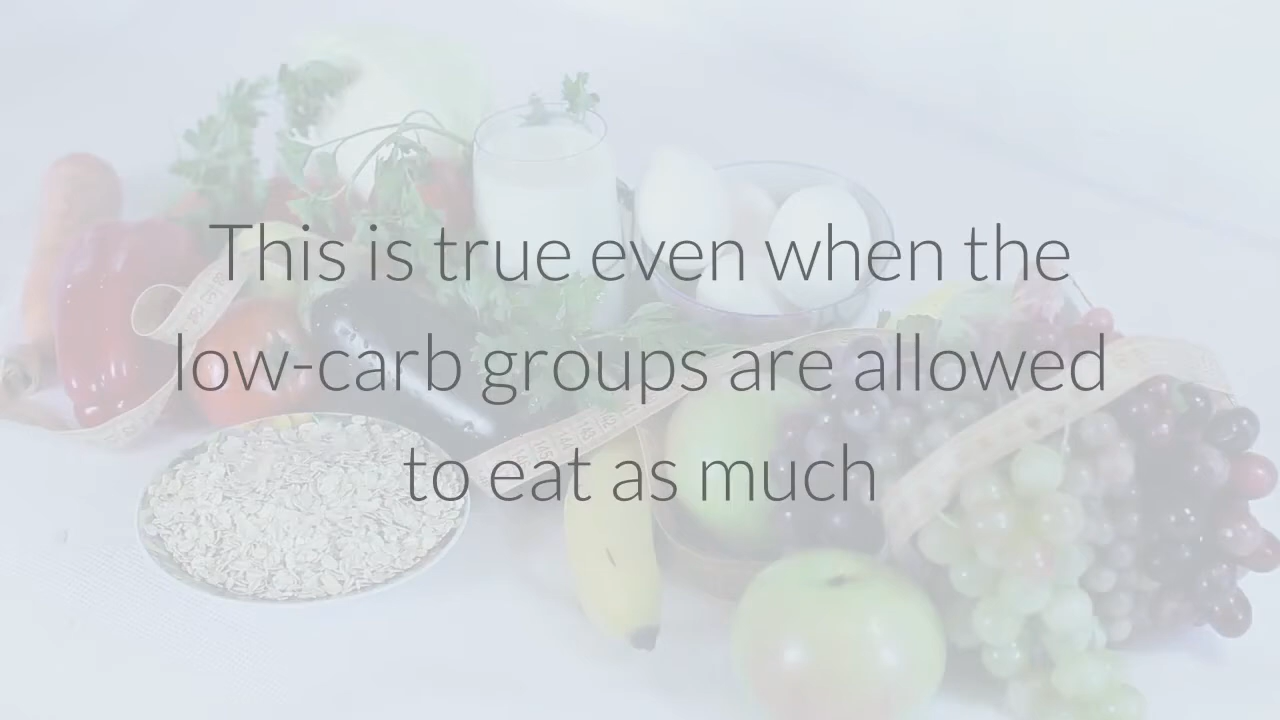 This is true even when the
low-carb groups are allowed
to eat as much